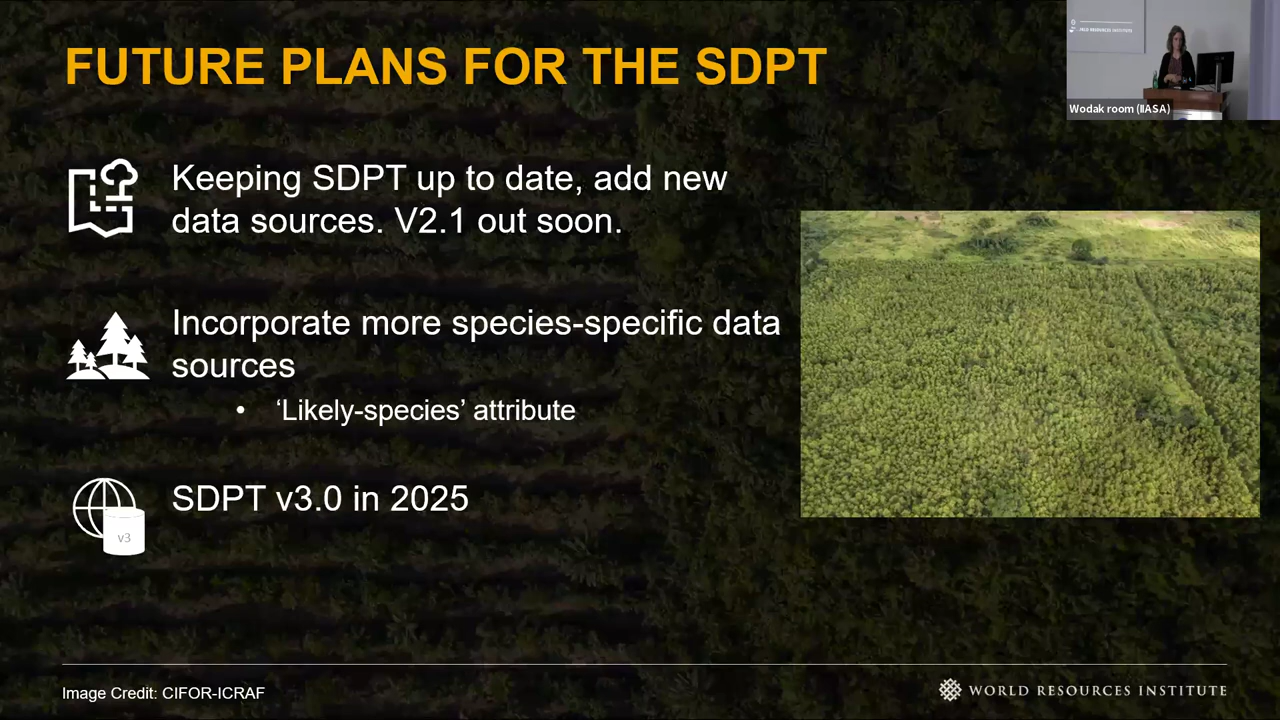 FUTURE PLANS FOR THE SDPT
Wodak room (IIASA)
Keeping SDPT up to date, add new
data sources. V2.1 out soon.
Incorporate more species-specific data
sources
• ‘Likely-species’ attribute
SDPT v3.0 in 2025
v3
Image Credit: CIFOR-ICRAF
WORLD RESOURCES INSTITUTE